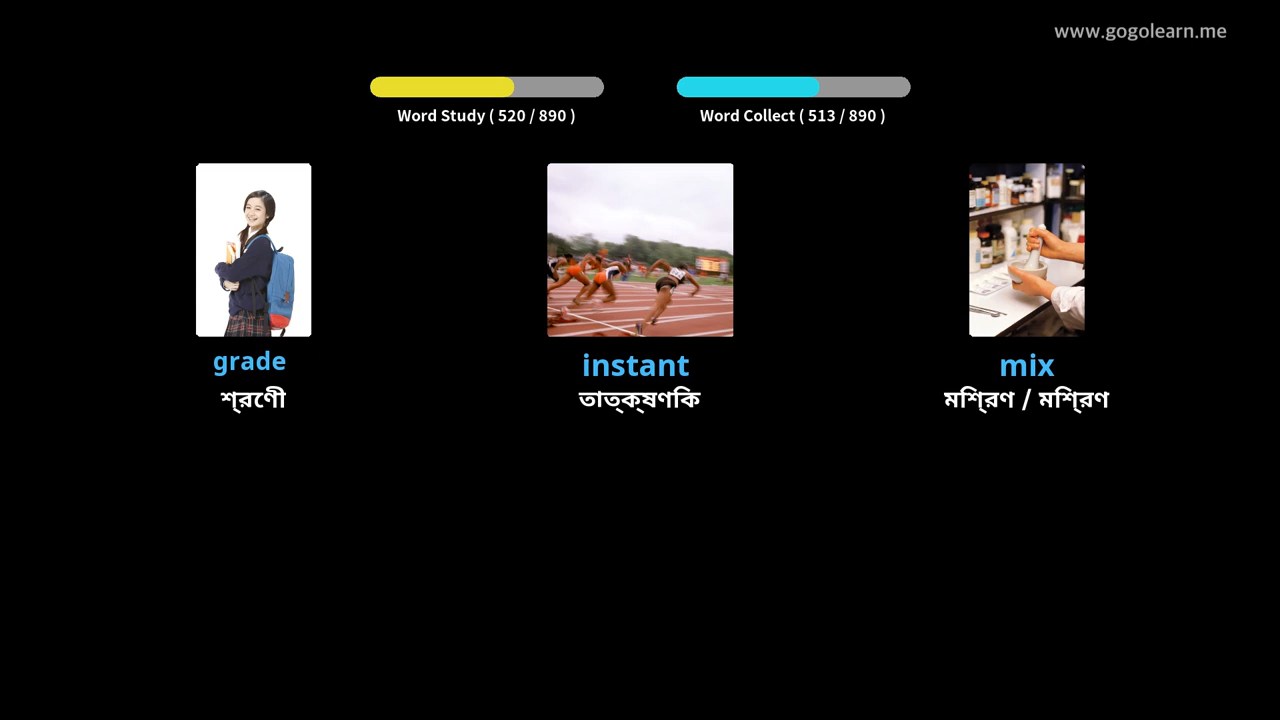 www.gogolearn.me
Word Study ( 520 / 890 )
Word Collect ( 513 / 890 )
grade
instant
mix
শ্রেণী
তাত্ক্ষণিক
মিশ্রণ / মিশ্রণ